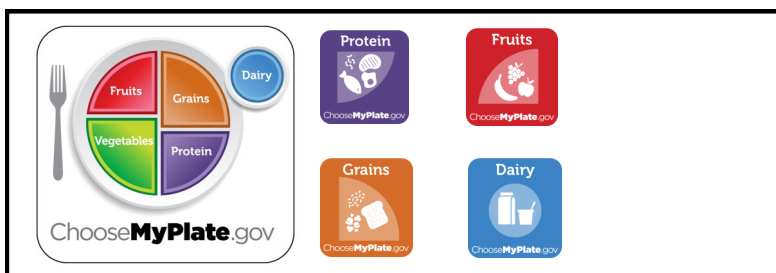 Fruits
Grains
Dairy
Vegetables
Protein
ChooseMyPlate.gov
Protein
ChooseMyPlate.gov
Fruits
ChooseMyPlate.gov
Grains
ChooseMyPlate.gov
Dairy
ChooseMyPlate.gov